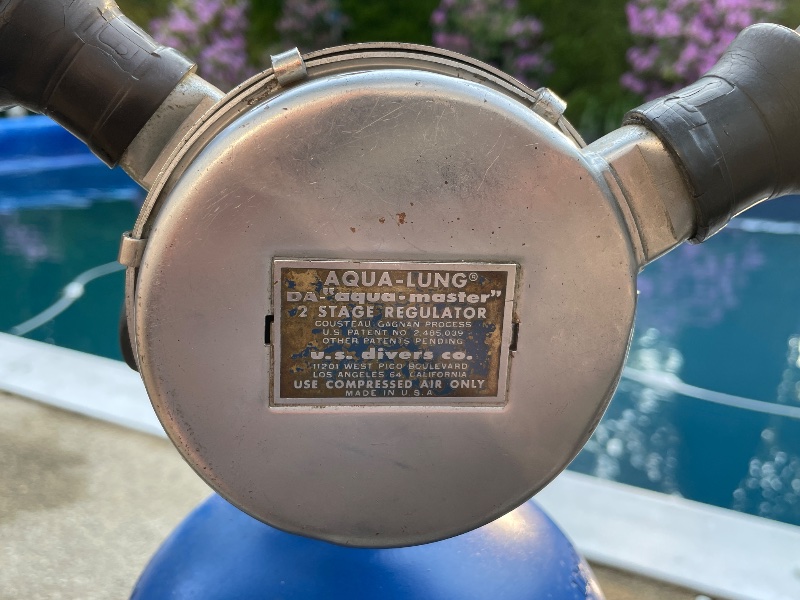 AQUA-LUNG®
DA "aqua-master"
2 STAGE REGULATOR
COUSTEAU GAGNAN PROCESS
U.S. PATENT NO. 2,485,039
OTHER PATENTS PENDING
u.s. divers co.
11201 WEST PICO BOULEVARD
LOS ANGELES 64, CALIFORNIA
USE COMPRESSED AIR ONLY
MADE IN U.S.A.